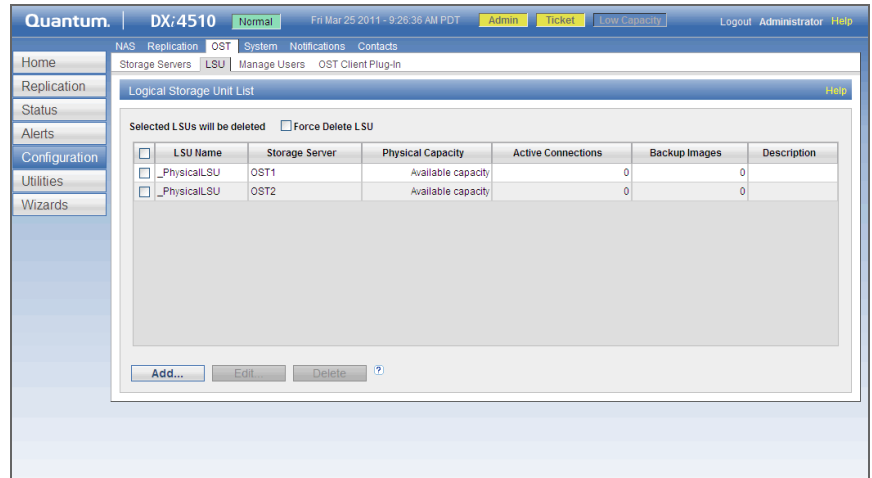 Quantum. DXi4510 Normal Fri Mar 25 2011 - 9:26:36 AM PDT Admin Ticket Low Capacity Logout Administrator Help
NAS Replication OST System Notifications Contacts
Storage Servers LSU Manage Users OST Client Plug-In
Home
Replication
Status
Alerts
Configuration
Utilities
Wizards
Logical Storage Unit List Help
Selected LSUs will be deleted Force Delete LSU
LSU Name Storage Server Physical Capacity Active Connections Backup Images Description
_PhysicalLSU OST1 Available capacity 0 0
_PhysicalLSU OST2 Available capacity 0 0
Add... Edit... Delete ?